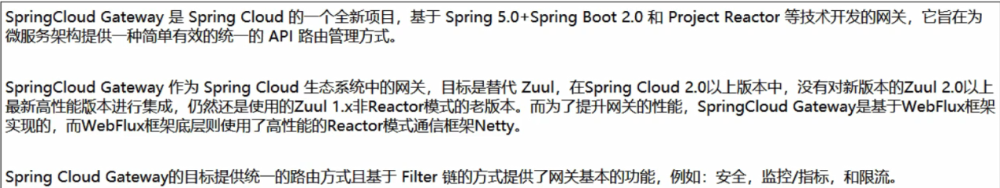 SpringCloud Gateway 是 Spring Cloud 的一个全新项目，基于 Spring 5.0+Spring Boot 2.0 和 Project Reactor 等技术开发的网关，它旨在为
微服务架构提供一种简单有效的统一的 API 路由管理方式。
SpringCloud Gateway 作为 Spring Cloud 生态系统中的网关，目标是替代 Zuul，在Spring Cloud 2.0以上版本中，没有对新版本的Zuul 2.0以上
最新高性能版本进行集成，仍然还是使用的Zuul 1.x非Reactor模式的老版本。而为了提升网关的性能，SpringCloud Gateway是基于WebFlux框架
实现的，而WebFlux框架底层则使用了高性能的Reactor模式通信框架Netty。
Spring Cloud Gateway的目标提供统一的路由方式且基于 Filter 链的方式提供了网关基本的功能，例如：安全，监控/指标，和限流。